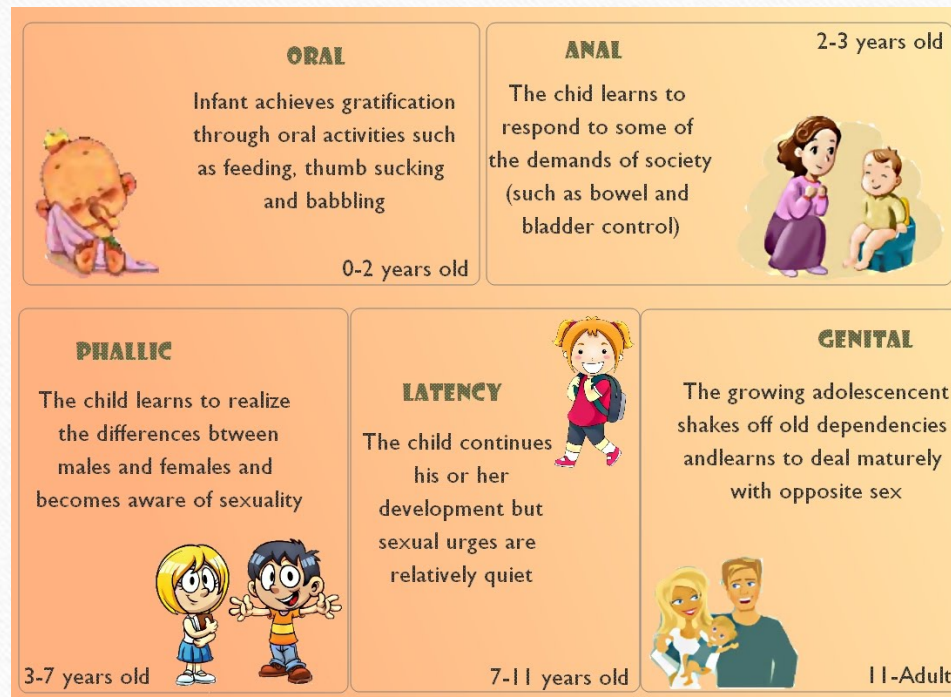 ORAL
Infant achieves gratification
through oral activities such
as feeding, thumb sucking
and babbling
0-2 years old
ANAL
2-3 years old
The chid learns to
respond to some of
the demands of society
(such as bowel and
bladder control)
PHALLIC
The child learns to realize
the differences btween
males and females and
becomes aware of sexuality
3-7 years old
LATENCY
The child continues
his or her
development but
sexual urges are
relatively quiet
7-11 years old
GENITAL
The growing adolescencent
shakes off old dependencies
andlearns to deal maturely
with opposite sex
11-Adult